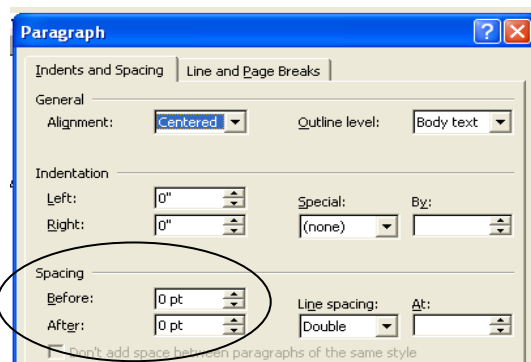 Paragraph
Indents and Spacing
Line and Page Breaks
General
Alignment: Centered Outline level: Body text
Indentation
Left: 0" Special: By:
Right: 0" (none)
Spacing
Before: 0 pt Line spacing: At:
After: 0 pt Double
Don't add space between paragraphs of the same style